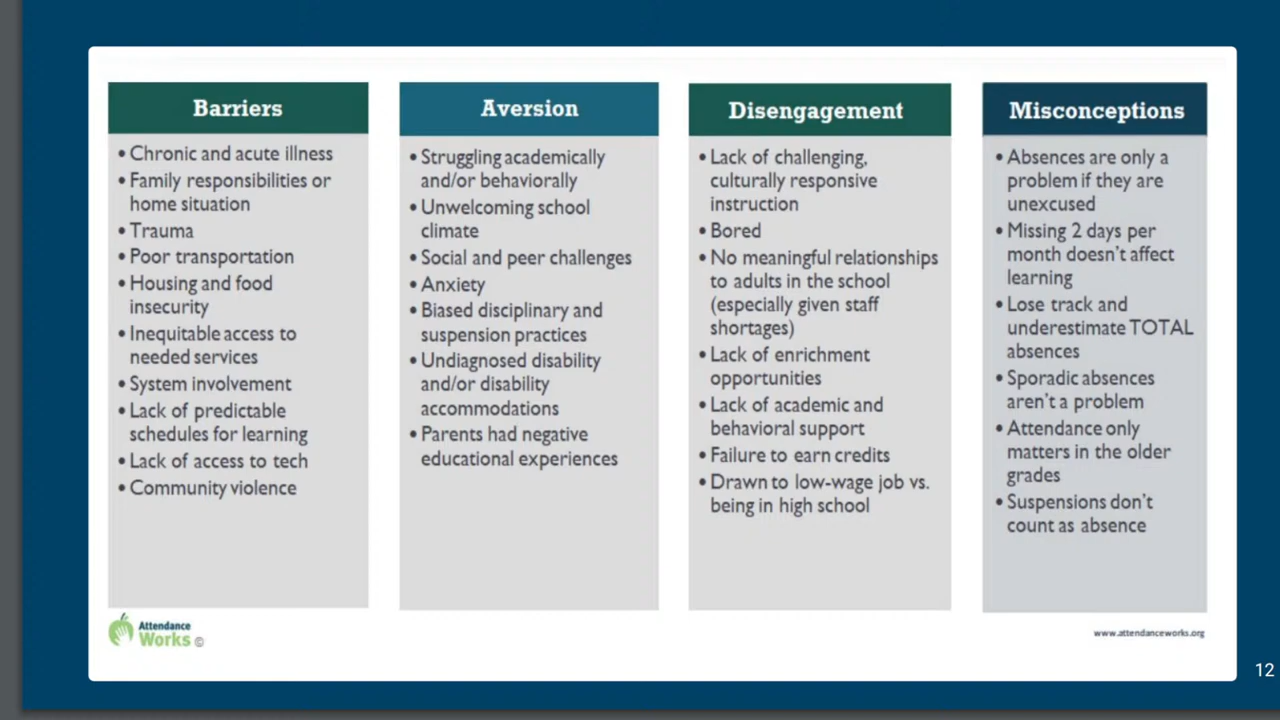 Barriers
• Chronic and acute illness
• Family responsibilities or
home situation
• Trauma
• Poor transportation
• Housing and food
insecurity
• Inequitable access to
needed services
• System involvement
• Lack of predictable
schedules for learning
• Lack of access to tech
• Community violence
Aversion
• Struggling academically
and/or behaviorally
• Unwelcoming school
climate
• Social and peer challenges
• Anxiety
• Biased disciplinary and
suspension practices
• Undiagnosed disability
and/or disability
accommodations
• Parents had negative
educational experiences
Disengagement
• Lack of challenging,
culturally responsive
instruction
• Bored
• No meaningful relationships
to adults in the school
(especially given staff
shortages)
• Lack of enrichment
opportunities
• Lack of academic and
behavioral support
• Failure to earn credits
• Drawn to low-wage job vs.
being in high school
Misconceptions
• Absences are only a
problem if they are
unexcused
• Missing 2 days per
month doesn't affect
learning
• Lose track and
underestimate TOTAL
absences
• Sporadic absences
aren't a problem
• Attendance only
matters in the older
grades
• Suspensions don't
count as absence
Attendance
Works ©
www.attendanceworks.org
12